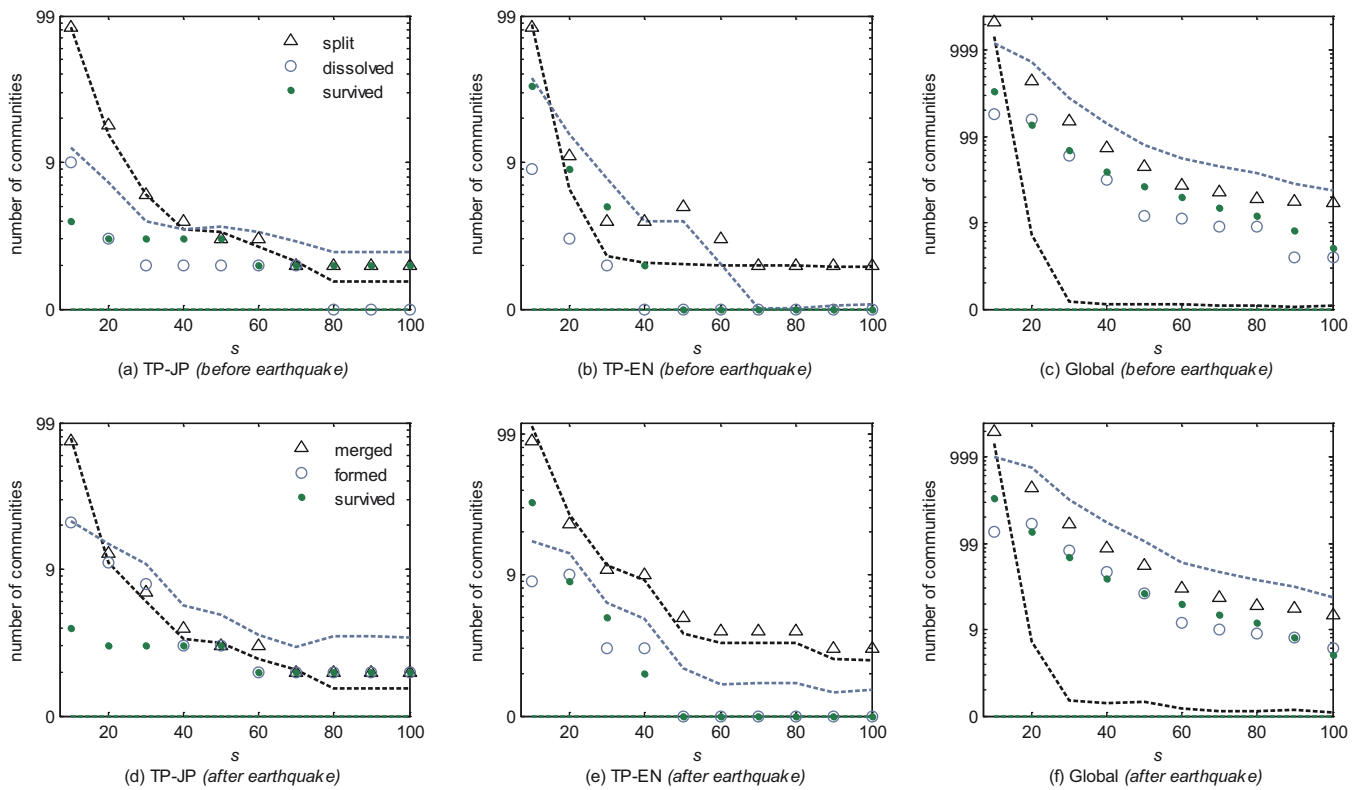 number of communities
99
9
0
split
dissolved
survived
20 40 60 80 100
s
(a) TP-JP (before earthquake)
number of communities
99
9
0
20 40 60 80 100
s
(b) TP-EN (before earthquake)
number of communities
999
99
9
0
20 40 60 80 100
s
(c) Global (before earthquake)
number of communities
99
9
0
merged
formed
survived
20 40 60 80 100
s
(d) TP-JP (after earthquake)
number of communities
99
9
0
20 40 60 80 100
s
(e) TP-EN (after earthquake)
number of communities
999
99
9
0
20 40 60 80 100
s
(f) Global (after earthquake)